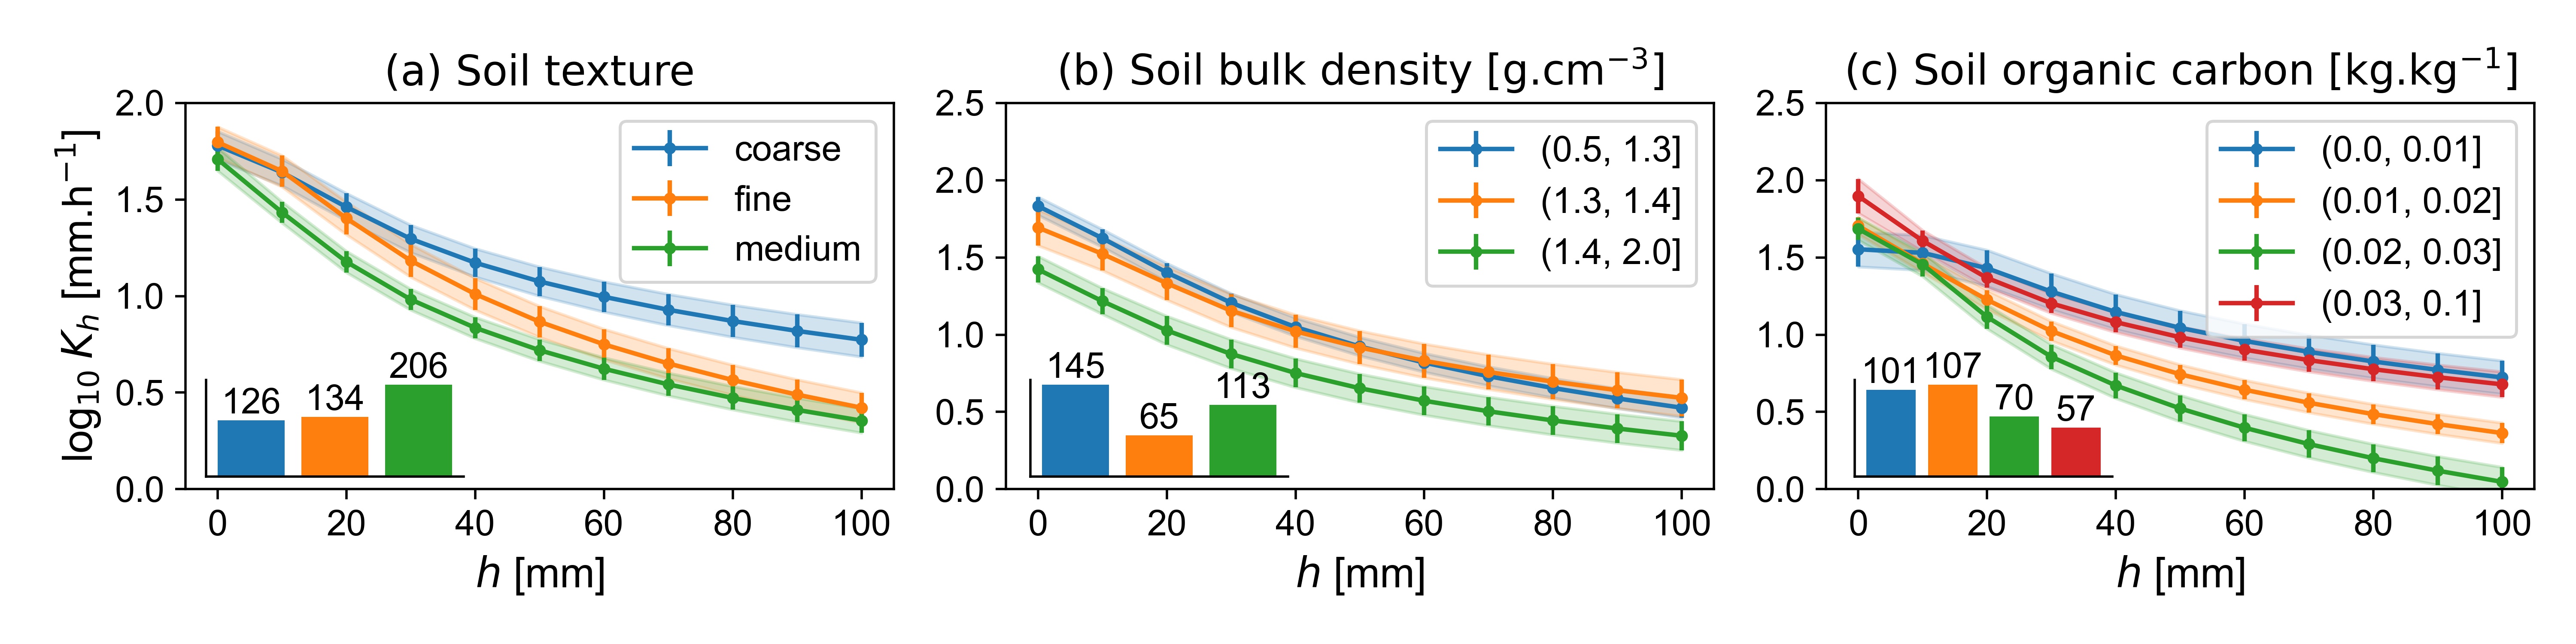 (a) Soil texture
2.0
1.5
1.0
0.5
0.0
log₁₀ Kₕ [mm.h⁻¹]
coarse
fine
medium
126 134 206
0 20 40 60 80 100
h [mm]
(b) Soil bulk density [g.cm⁻³]
2.5
2.0
1.5
1.0
0.5
0.0
(0.5, 1.3]
(1.3, 1.4]
(1.4, 2.0]
145 65 113
0 20 40 60 80 100
h [mm]
(c) Soil organic carbon [kg.kg⁻¹]
2.5
2.0
1.5
1.0
0.5
0.0
(0.0, 0.01]
(0.01, 0.02]
(0.02, 0.03]
(0.03, 0.1]
101 107 70 57
0 20 40 60 80 100
h [mm]